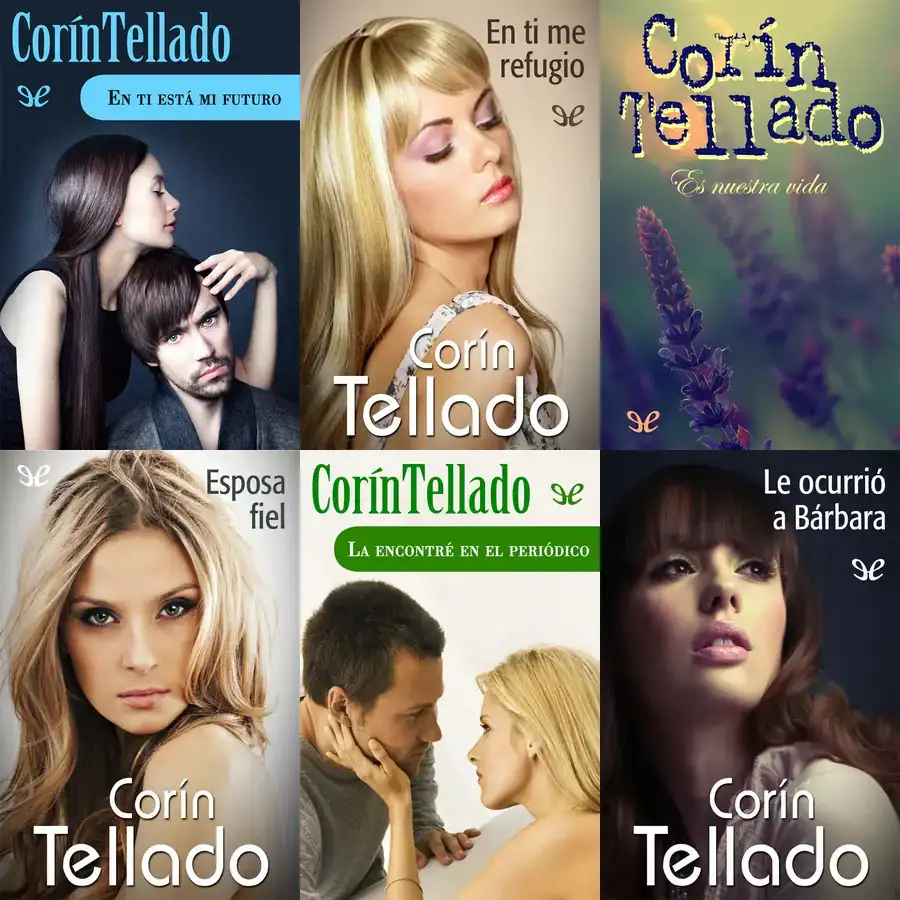 CorínTellado
En ti está mi futuro
En ti me
refugio
Corín
Tellado
Corín
Tellado
Es nuestra vida
Esposa
fiel
Corín
Tellado
CorínTellado
La encontré en el periódico
Le ocurrió
a Bárbara
Corín
Tellado